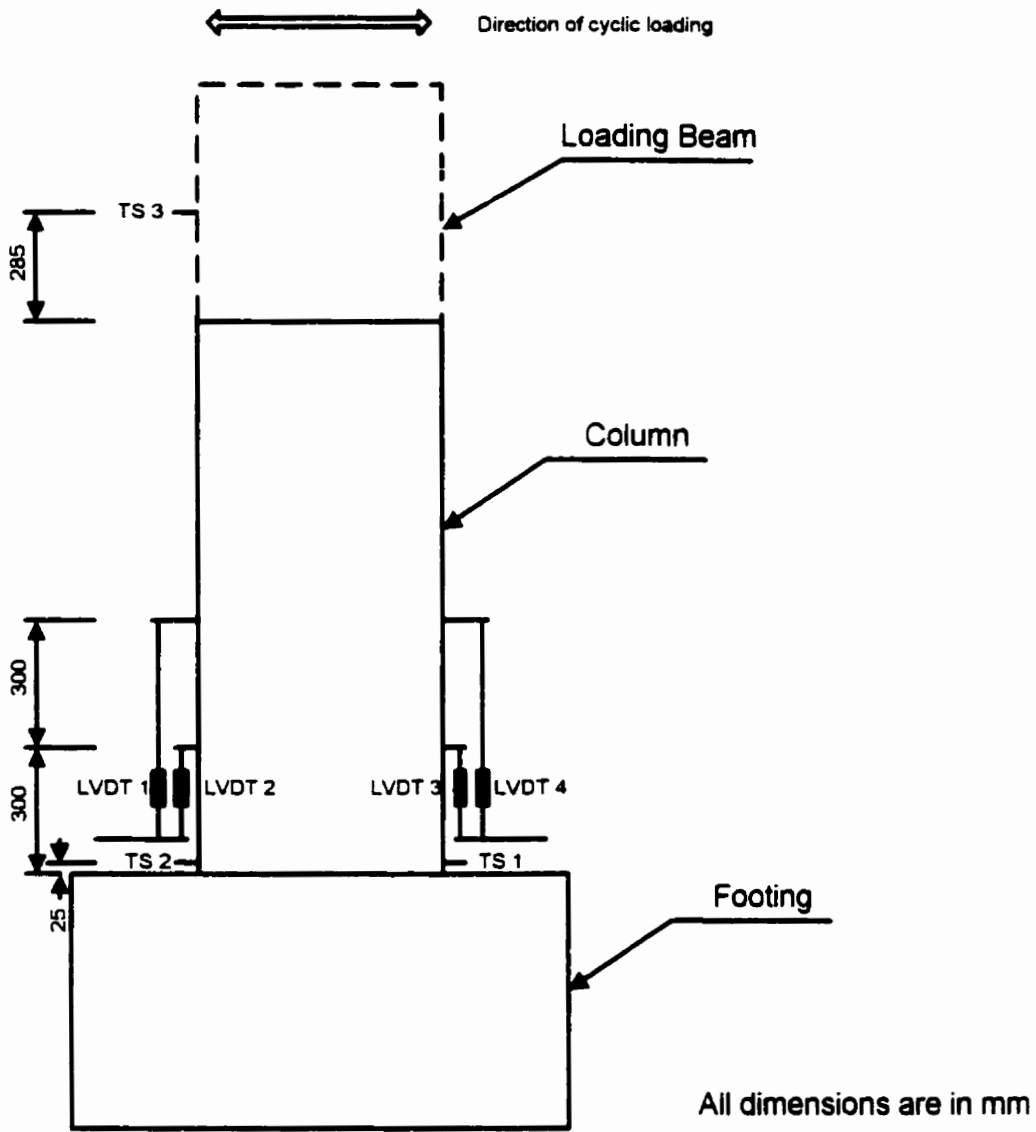 Direction of cyclic loading
Loading Beam
TS 3
285
Column
300
300
LVDT 1
LVDT 2
LVDT 3
LVDT 4
TS 2
TS 1
25
Footing
All dimensions are in mm